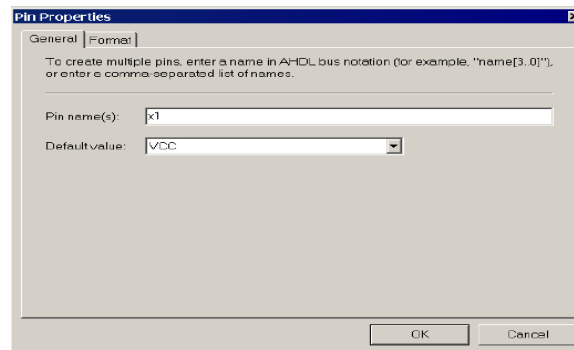 Pin Properties
General Format
To create multiple pins, enter a name in AHDL bus notation (for example, "name[3..0]"),
or enter a comma-separated list of names.
Pin name(s): x1
Default value: VCC
OK Cancel